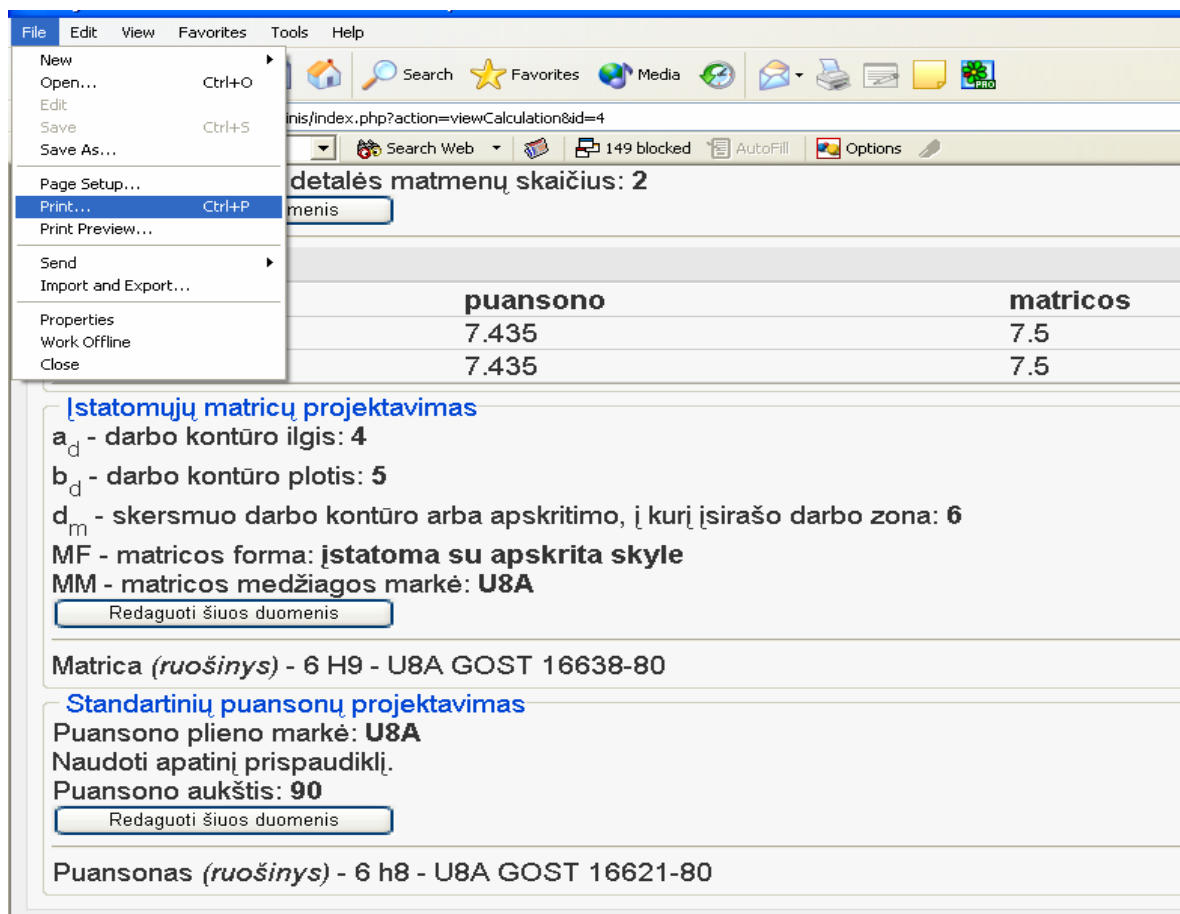 File Edit View Favorites Tools Help
New
Open... Ctrl+O
Edit
Save Ctrl+S
Save As...
Page Setup...
Print... Ctrl+P
Print Preview...
Send
Import and Export...
Properties
Work Offline
Close
Search Favorites Media PRO
inis/index.php?action=viewCalculation&id=4
Search Web 149 blocked AutoFill Options
detalės matmenų skaičius: 2
menis
puansono matricos
7.435 7.5
7.435 7.5
Įstatomųjų matricų projektavimas
a_d - darbo kontūro ilgis: 4
b_d - darbo kontūro plotis: 5
d_m - skersmuo darbo kontūro arba apskritimo, į kurį įsirašo darbo zona: 6
MF - matricos forma: įstatoma su apskrita skyle
MM - matricos medžiagos markė: U8A
Redaguoti šiuos duomenis
Matrica (ruošinys) - 6 H9 - U8A GOST 16638-80
Standartinių puansonų projektavimas
Puansono plieno markė: U8A
Naudoti apatinį prispaudiklį.
Puansono aukštis: 90
Redaguoti šiuos duomenis
Puansonas (ruošinys) - 6 h8 - U8A GOST 16621-80